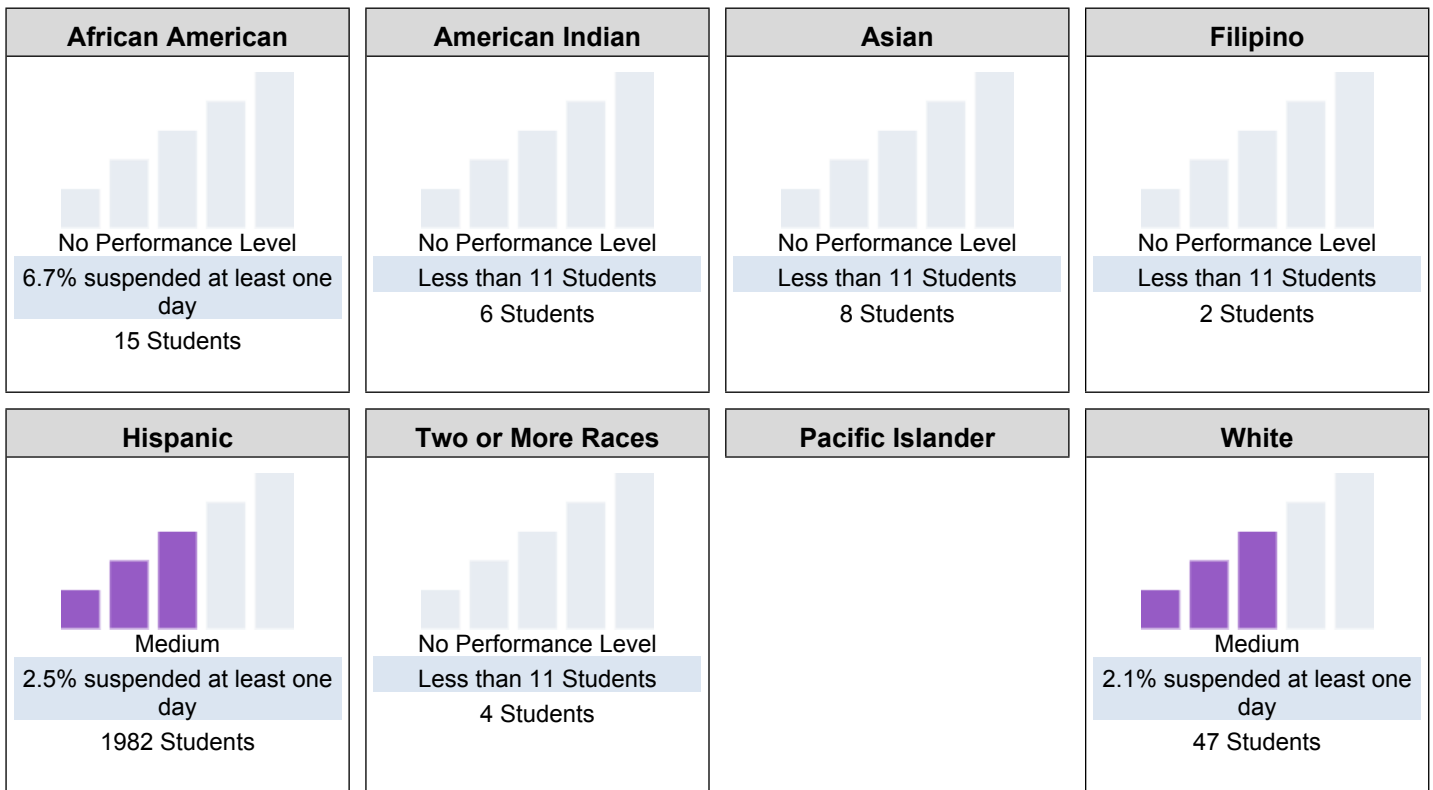 African American
No Performance Level
6.7% suspended at least one
day
15 Students
American Indian
No Performance Level
Less than 11 Students
6 Students
Asian
No Performance Level
Less than 11 Students
8 Students
Filipino
No Performance Level
Less than 11 Students
2 Students
Hispanic
Medium
2.5% suspended at least one
day
1982 Students
Two or More Races
No Performance Level
Less than 11 Students
4 Students
Pacific Islander
White
Medium
2.1% suspended at least one
day
47 Students